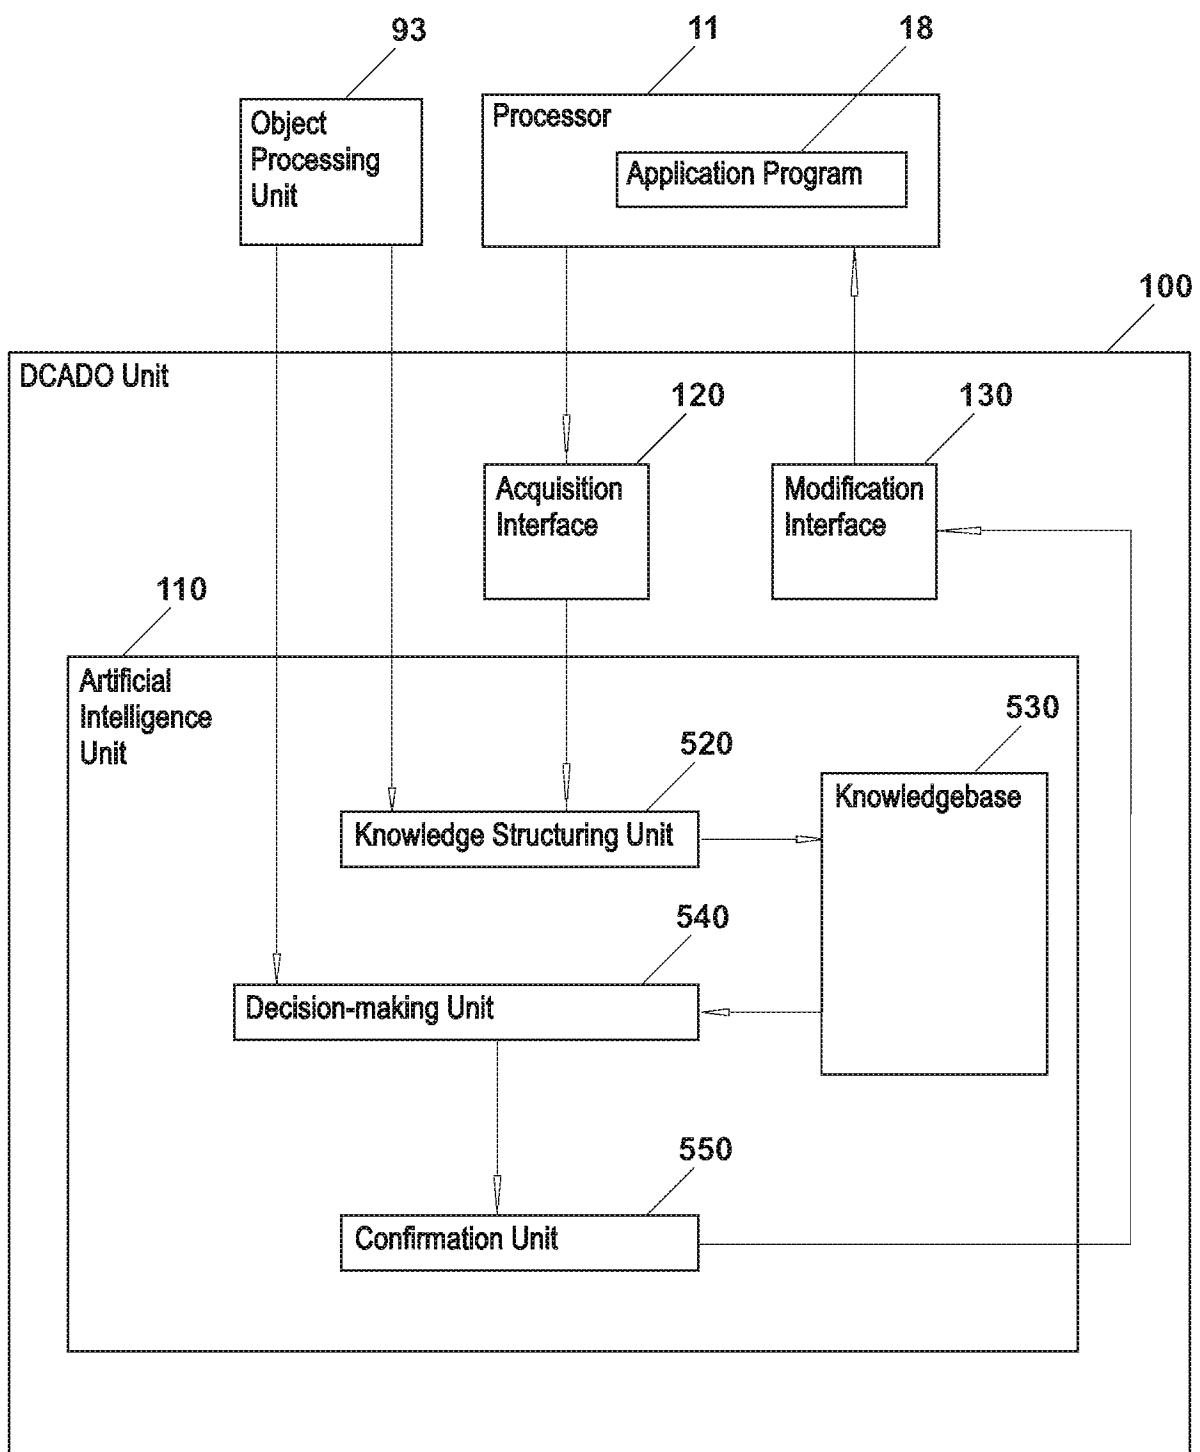 93
11
18
Object
Processing
Unit
Processor
Application Program
100
DCADO Unit
120
130
Acquisition
Interface
Modification
Interface
110
Artificial
Intelligence
Unit
520
530
Knowledge Structuring Unit
Knowledgebase
540
Decision-making Unit
550
Confirmation Unit